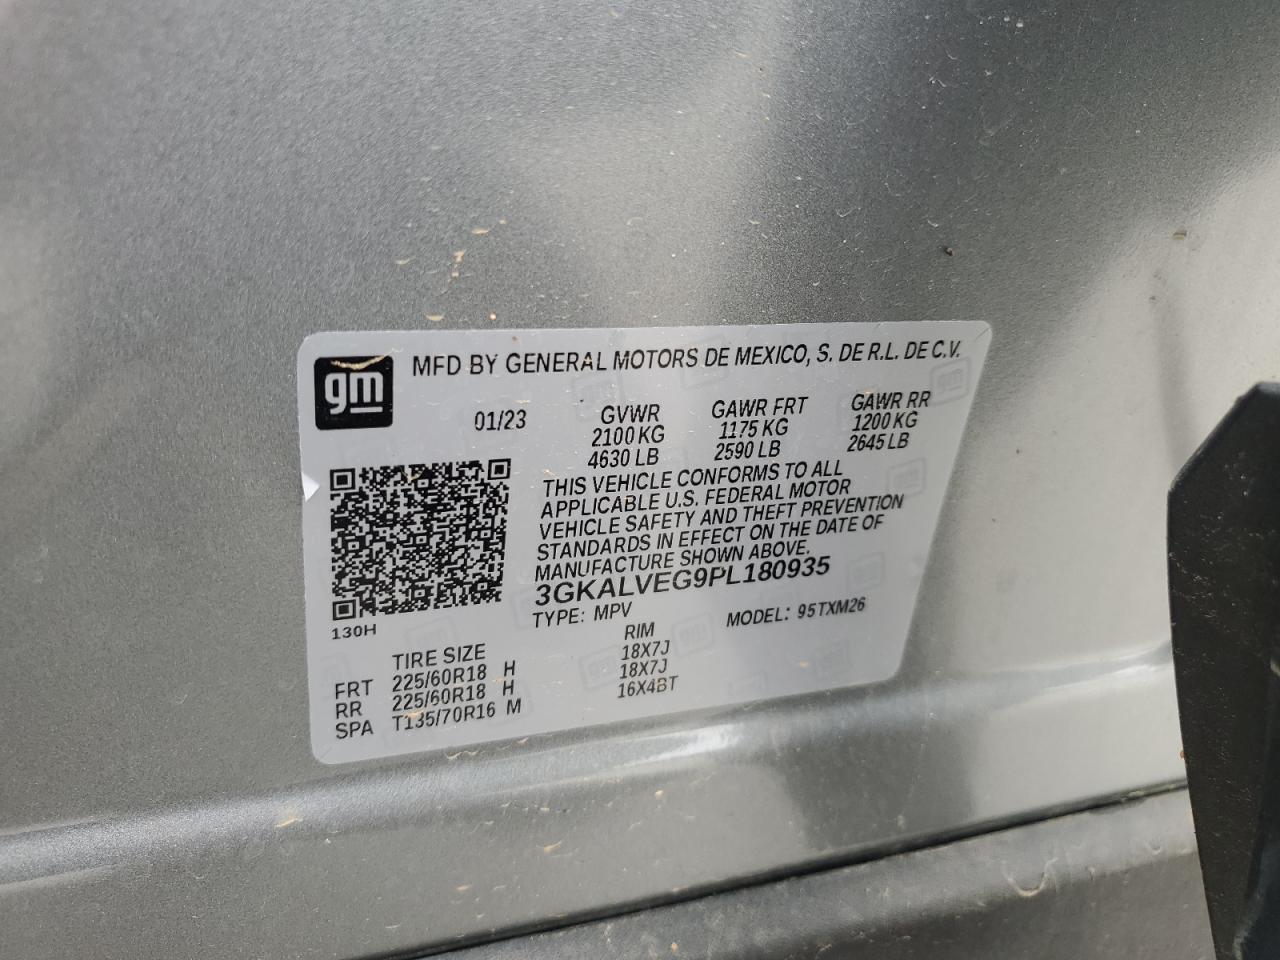 gm
MFD BY GENERAL MOTORS DE MEXICO, S. DE R.L. DE C.V.
01/23 GVWR GAWR FRT GAWR RR
2100 KG 1175 KG 1200 KG
4630 LB 2590 LB 2645 LB
THIS VEHICLE CONFORMS TO ALL
APPLICABLE U.S. FEDERAL MOTOR
VEHICLE SAFETY AND THEFT PREVENTION
STANDARDS IN EFFECT ON THE DATE OF
MANUFACTURE SHOWN ABOVE.
3GKALVEG9PL180935
TYPE: MPV MODEL: 95TXM26
130H
TIRE SIZE RIM
FRT 225/60R18 H 18X7J
RR 225/60R18 H 18X7J
SPA T135/70R16 M 16X4BT